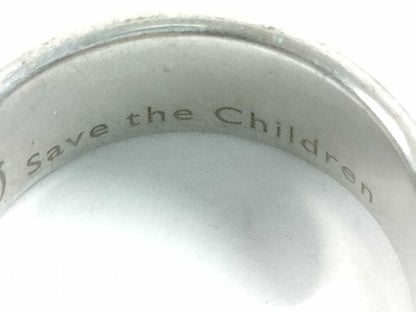 Save the Children